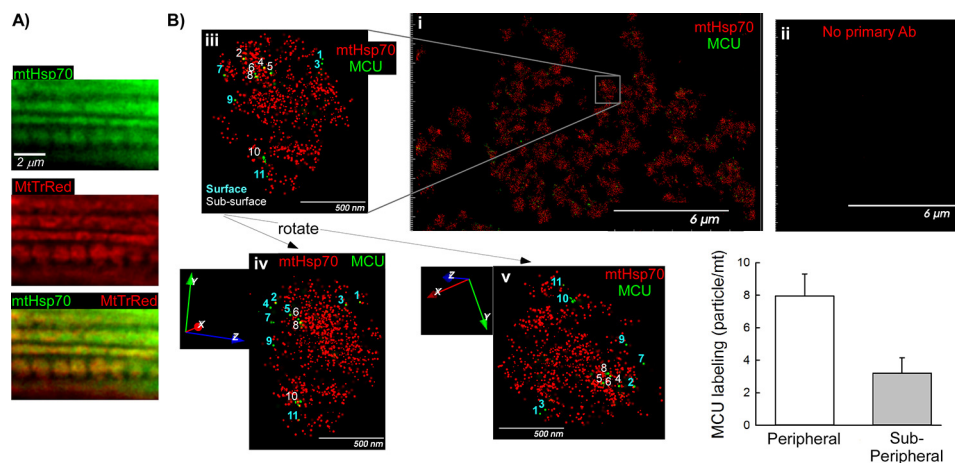 A)
mtHsp70
2 µm
MtTrRed
mtHsp70 MtTrRed
B)
iii
mtHsp70
MCU
1
2
3
4
5
6
7
8
9
10
11
Surface
Sub-surface
500 nm
i
mtHsp70
MCU
6 µm
ii
No primary Ab
6 µm
rotate
Y
X
Z
iv
mtHsp70 MCU
1
2
3
4
5
6
7
8
9
10
11
500 nm
Z
X
Y
v
mtHsp70
MCU
11
10
9
7
8
5 6 4
2
1
3
500 nm
MCU labeling (particle/mt)
10
8
6
4
2
0
Peripheral
Sub-
Peripheral